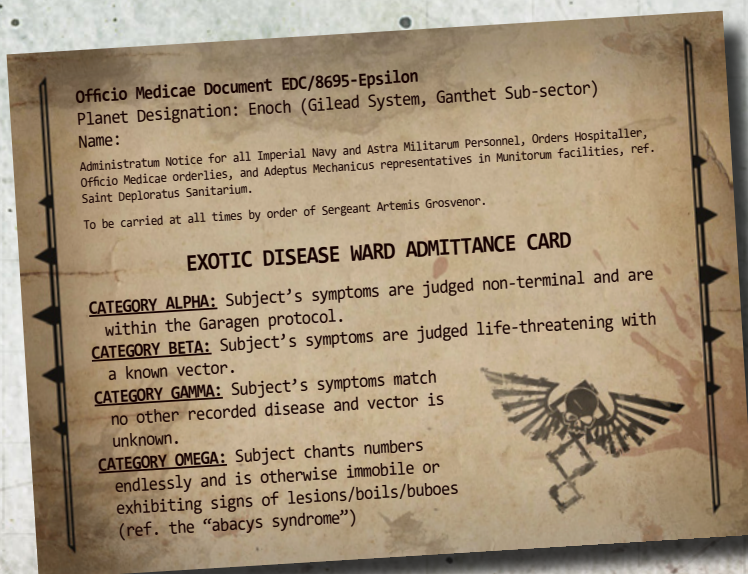 Officio Medicae Document EDC/8695-Epsilon
Planet Designation: Enoch (Gilead System, Ganthet Sub-sector)
Name:
Administratum Notice for all Imperial Navy and Astra Militarum Personnel, Orders Hospitaller,
Officio Medicae orderlies, and Adeptus Mechanicus representatives in Munitorum facilities, ref.
Saint Deploratus Sanitarium.
To be carried at all times by order of Sergeant Artemis Grosvenor.
EXOTIC DISEASE WARD ADMITTANCE CARD
CATEGORY ALPHA: Subject's symptoms are judged non-terminal and are
within the Garagen protocol.
CATEGORY BETA: Subject's symptoms are judged life-threatening with
a known vector.
CATEGORY GAMMA: Subject's symptoms match
no other recorded disease and vector is
unknown.
CATEGORY OMEGA: Subject chants numbers
endlessly and is otherwise immobile or
exhibiting signs of lesions/boils/buboes
(ref. the “abacys syndrome”)